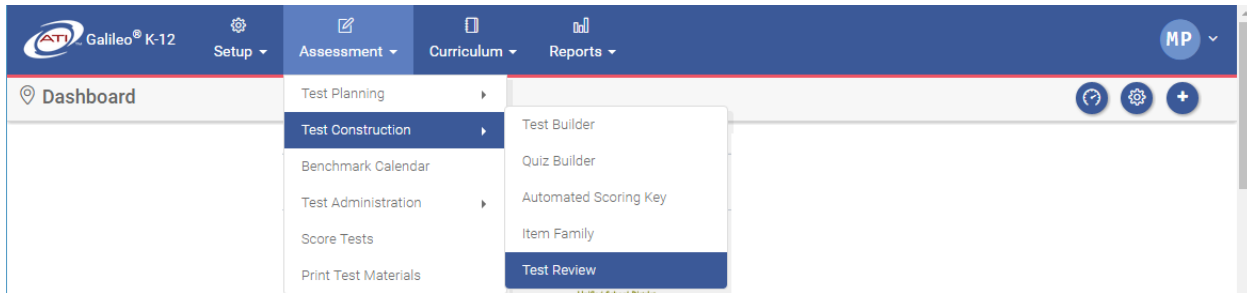 ATI Galileo® K-12
Setup
Assessment
Curriculum
Reports
MP
Dashboard
Test Planning
Test Construction
Benchmark Calendar
Test Administration
Score Tests
Print Test Materials
Test Builder
Quiz Builder
Automated Scoring Key
Item Family
Test Review